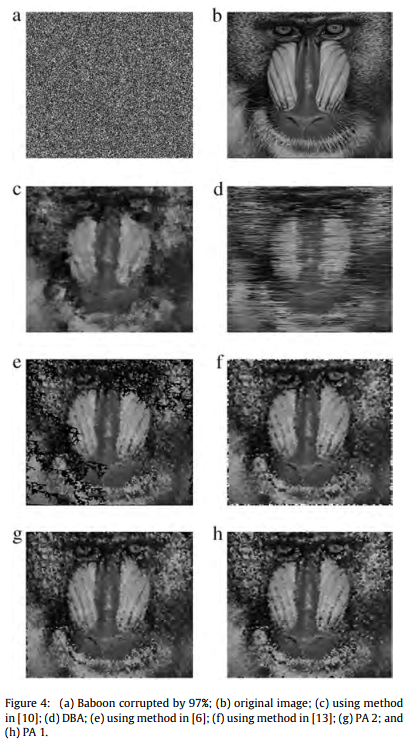 a
b
c
d
e
f
g
h
Figure 4: (a) Baboon corrupted by 97%; (b) original image; (c) using method
in [10]; (d) DBA; (e) using method in [6]; (f) using method in [13]; (g) PA 2; and
(h) PA 1.